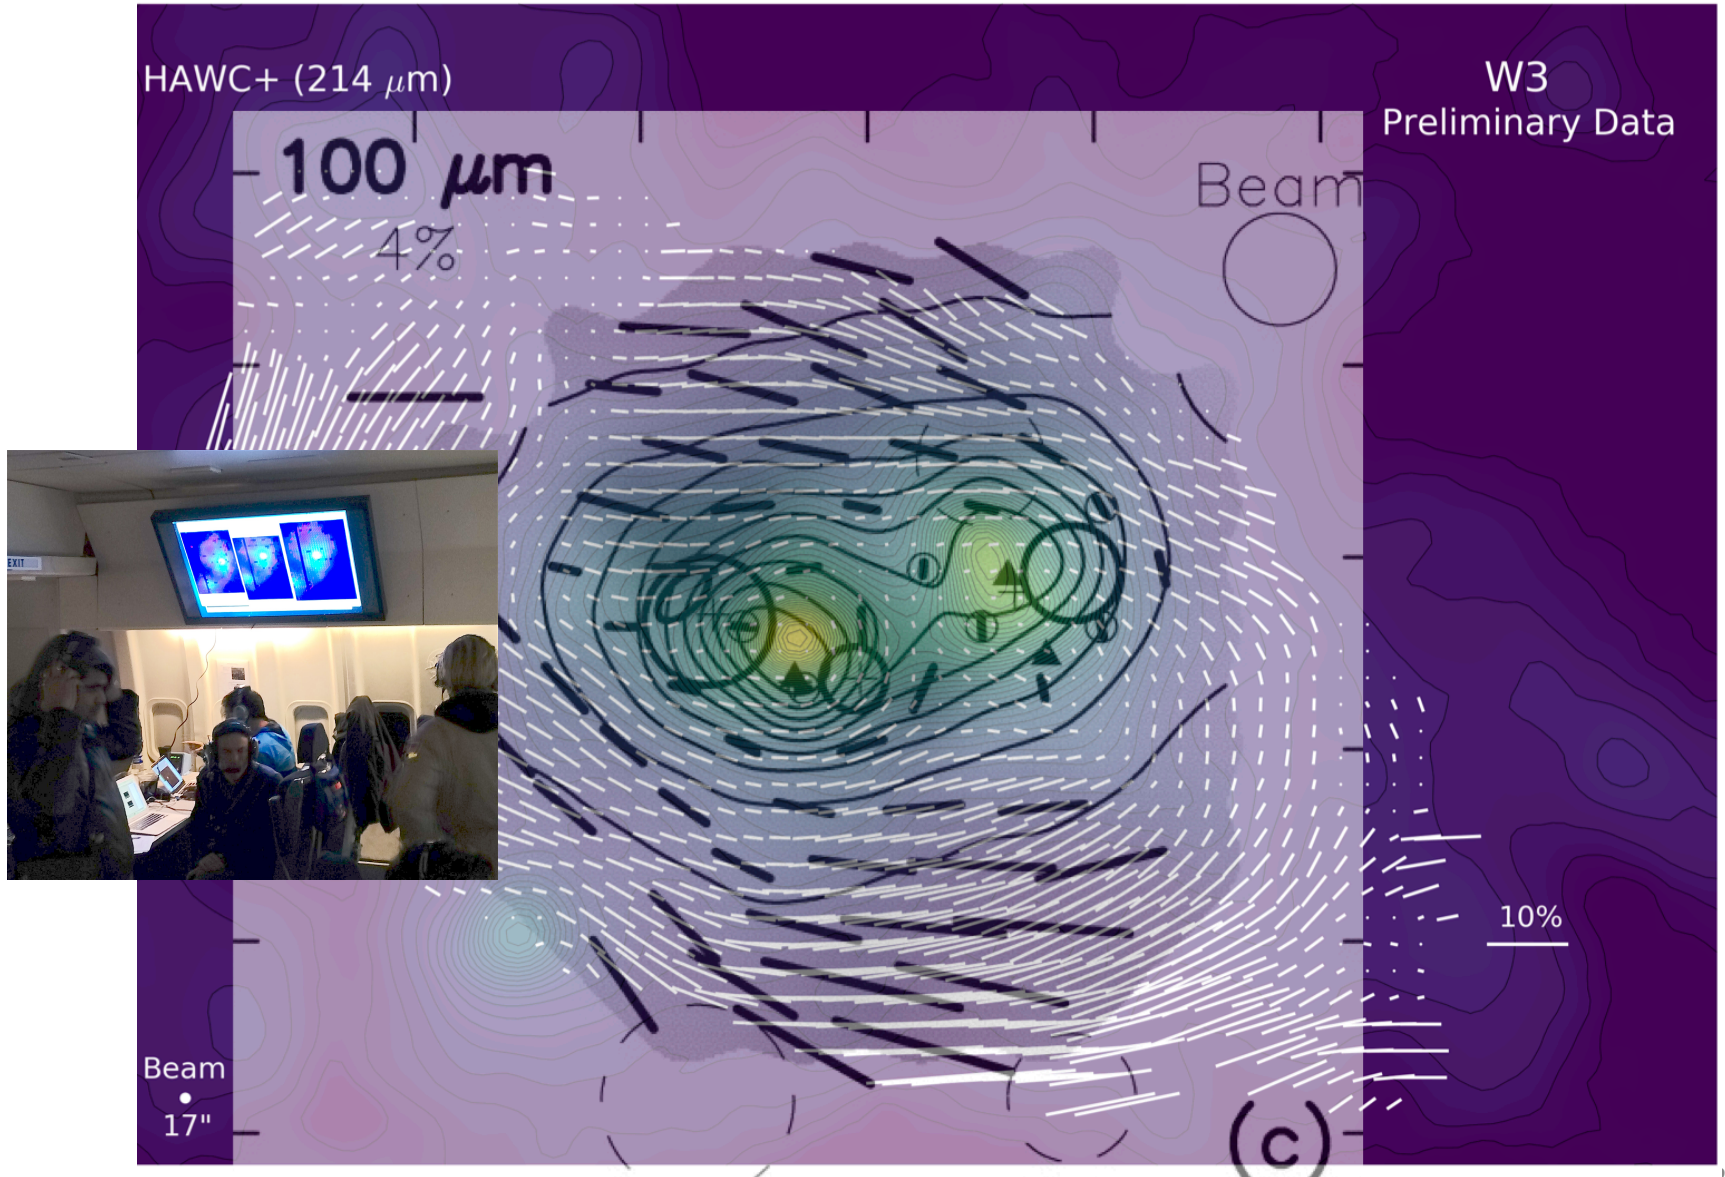 HAWC+ (214 μm)
W3
Preliminary Data
100 μm
4%
Beam
EXIT
10%
Beam
17"
(c)